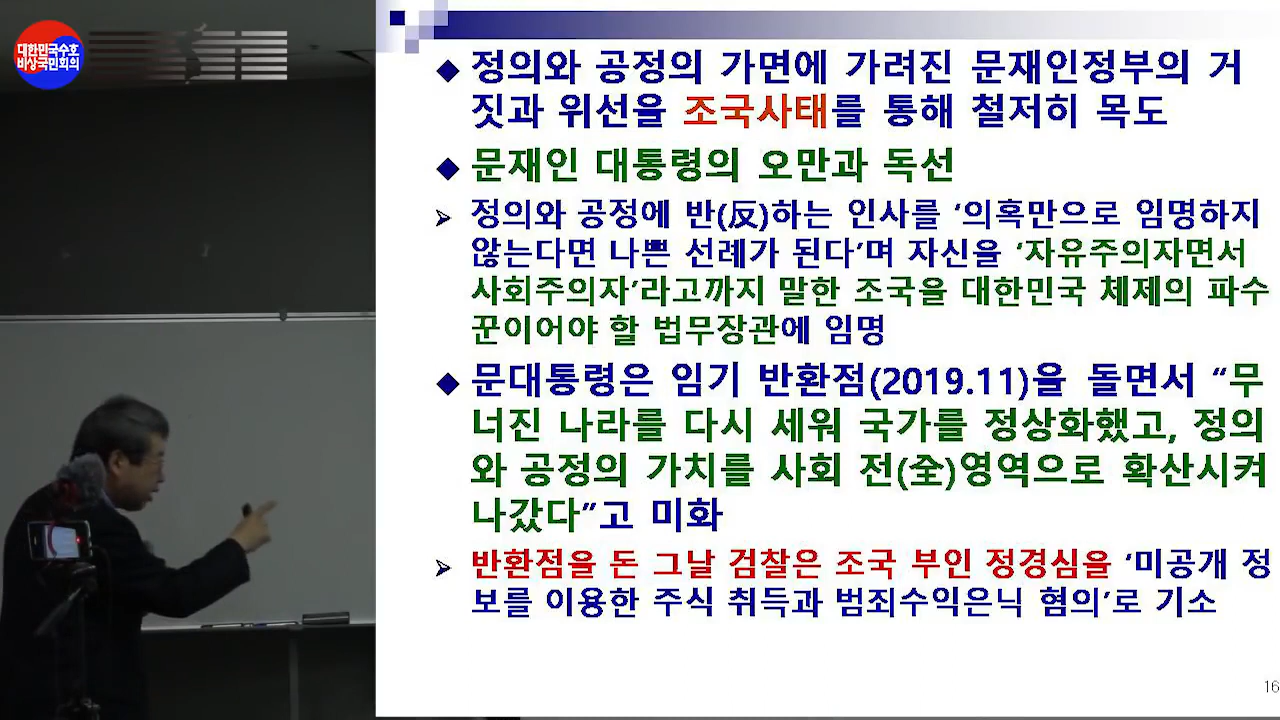 대한민국수호
비상국민회의
◆ 정의와 공정의 가면에 가려진 문재인정부의 거
짓과 위선을 조국사태를 통해 철저히 목도
◆ 문재인 대통령의 오만과 독선
➢ 정의와 공정에 반(反)하는 인사를 ‘의혹만으로 임명하지
않는다면 나쁜 선례가 된다’며 자신을 ‘자유주의자면서
사회주의자’라고까지 말한 조국을 대한민국 체제의 파수
꾼이어야 할 법무장관에 임명
◆ 문대통령은 임기 반환점(2019.11)을 돌면서 “무
너진 나라를 다시 세워 국가를 정상화했고, 정의
와 공정의 가치를 사회 전(全)영역으로 확산시켜
나갔다”고 미화
➢ 반환점을 돈 그날 검찰은 조국 부인 정경심을 ‘미공개 정
보를 이용한 주식 취득과 범죄수익은닉 혐의’로 기소
16